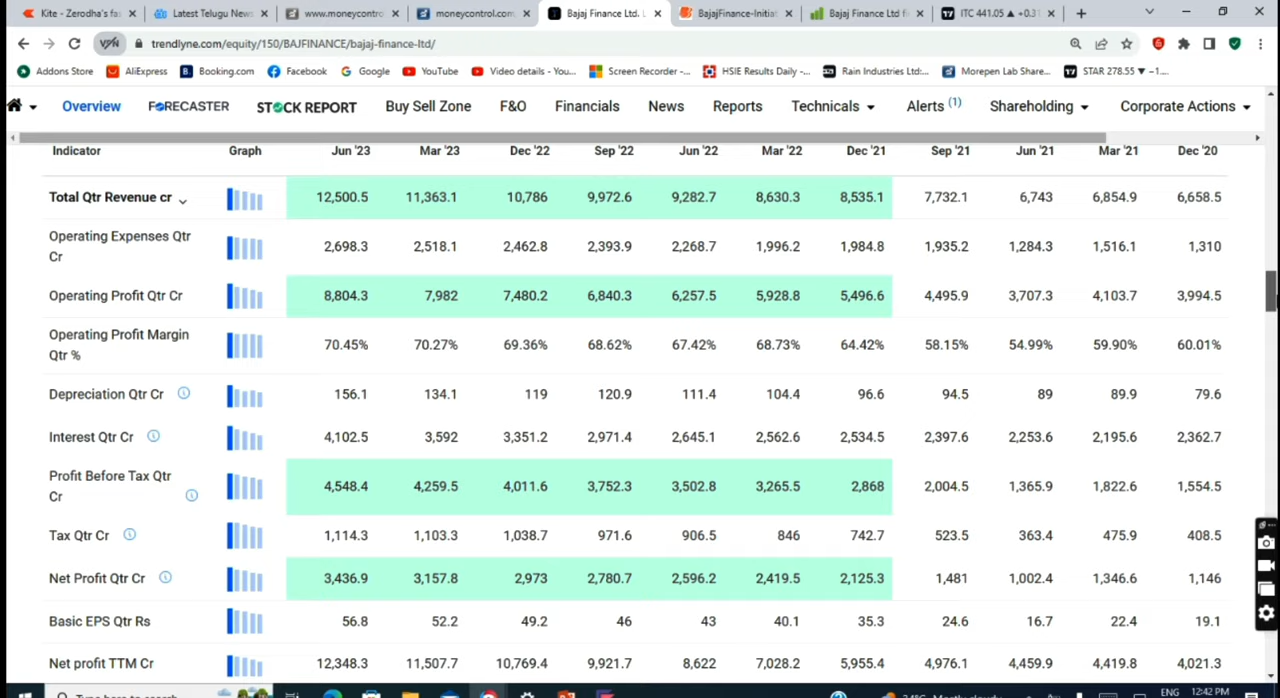 Kite - Zerodha's fa
Latest Telugu News
www.moneycontro
moneycontrol.com
Bajaj Finance Ltd. L
BajajFinance-Initiat
Bajaj Finance Ltd fi
ITC 441.05 ▲ +0.3
VPN
trendlyne.com/equity/150/BAJFINANCE/bajaj-finance-ltd/
Addons Store AliExpress Booking.com Facebook Google YouTube Video details - You... Screen Recorder -... HSIE Results Daily -... Rain Industries Ltd:... Morepen Lab Share... STAR 278.55 ▼ −1....
Overview FORECASTER STOCK REPORT Buy Sell Zone F&O Financials News Reports Technicals Alerts (1) Shareholding Corporate Actions
Indicator Graph Jun '23 Mar '23 Dec '22 Sep '22 Jun '22 Mar '22 Dec '21 Sep '21 Jun '21 Mar '21 Dec '20
Total Qtr Revenue cr 12,500.5 11,363.1 10,786 9,972.6 9,282.7 8,630.3 8,535.1 7,732.1 6,743 6,854.9 6,658.5
Operating Expenses Qtr
Cr 2,698.3 2,518.1 2,462.8 2,393.9 2,268.7 1,996.2 1,984.8 1,935.2 1,284.3 1,516.1 1,310
Operating Profit Qtr Cr 8,804.3 7,982 7,480.2 6,840.3 6,257.5 5,928.8 5,496.6 4,495.9 3,707.3 4,103.7 3,994.5
Operating Profit Margin
Qtr % 70.45% 70.27% 69.36% 68.62% 67.42% 68.73% 64.42% 58.15% 54.99% 59.90% 60.01%
Depreciation Qtr Cr 156.1 134.1 119 120.9 111.4 104.4 96.6 94.5 89 89.9 79.6
Interest Qtr Cr 4,102.5 3,592 3,351.2 2,971.4 2,645.1 2,562.6 2,534.5 2,397.6 2,253.6 2,195.6 2,362.7
Profit Before Tax Qtr
Cr 4,548.4 4,259.5 4,011.6 3,752.3 3,502.8 3,265.5 2,868 2,004.5 1,365.9 1,822.6 1,554.5
Tax Qtr Cr 1,114.3 1,103.3 1,038.7 971.6 906.5 846 742.7 523.5 363.4 475.9 408.5
Net Profit Qtr Cr 3,436.9 3,157.8 2,973 2,780.7 2,596.2 2,419.5 2,125.3 1,481 1,002.4 1,346.6 1,146
Basic EPS Qtr Rs 56.8 52.2 49.2 46 43 40.1 35.3 24.6 16.7 22.4 19.1
Net profit TTM Cr 12,348.3 11,507.7 10,769.4 9,921.7 8,622 7,028.2 5,955.4 4,976.1 4,459.9 4,419.8 4,021.3
Type here to search
Mostly cloudy
ENG 12:42 PM